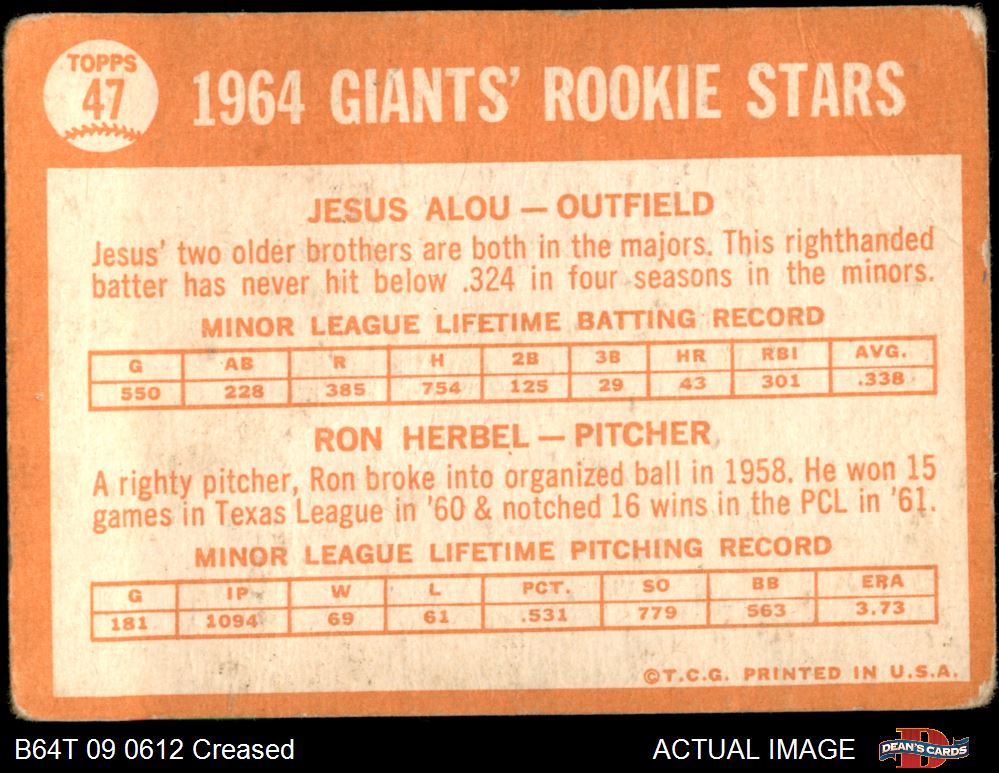 TOPPS
47
1964 GIANTS' ROOKIE STARS
JESUS ALOU — OUTFIELD
Jesus' two older brothers are both in the majors. This righthanded
batter has never hit below .324 in four seasons in the minors.
MINOR LEAGUE LIFETIME BATTING RECORD
G AB R H 2B 3B HR RBI AVG.
550 228 385 754 125 29 43 301 .338
RON HERBEL — PITCHER
A righty pitcher, Ron broke into organized ball in 1958. He won 15
games in Texas League in '60 & notched 16 wins in the PCL in '61.
MINOR LEAGUE LIFETIME PITCHING RECORD
G IP W L PCT. SO BB ERA
181 1094 69 61 .531 779 563 3.73
©T.C.G. PRINTED IN U.S.A.
B64T 09 0612 Creased ACTUAL IMAGE
D
DEAN'S CARDS